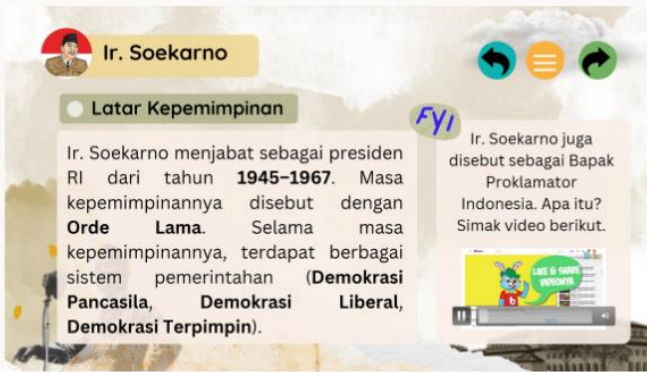 Ir. Soekarno
Latar Kepemimpinan
Ir. Soekarno menjabat sebagai presiden
RI dari tahun 1945–1967. Masa
kepemimpinannya disebut dengan
Orde Lama. Selama masa
kepemimpinannya, terdapat berbagai
sistem pemerintahan (Demokrasi
Pancasila, Demokrasi Liberal,
Demokrasi Terpimpin).
FYI
Ir. Soekarno juga
disebut sebagai Bapak
Proklamator
Indonesia. Apa itu?
Simak video berikut.
LIKE & SHARE
VIDEONYA
b